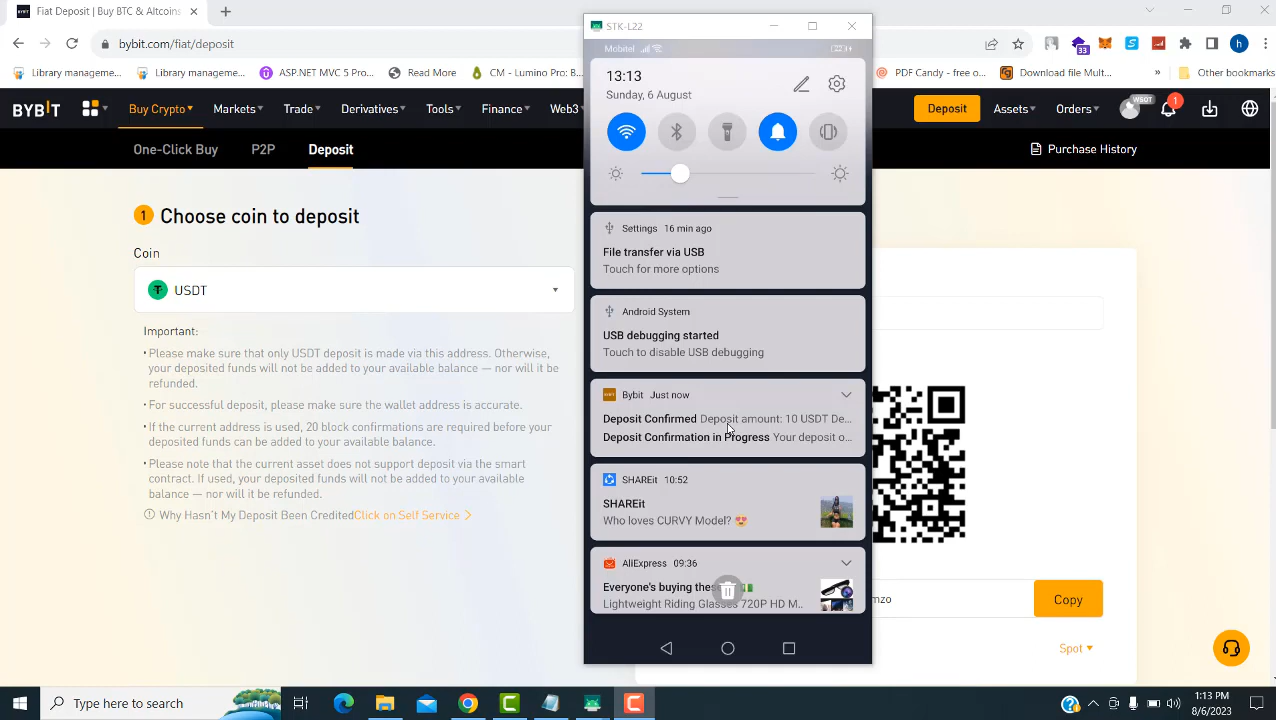 Fiat Deposit | Buy BTC & Altcoins
bybit.com/fiat/deposit
33
h
Library management
Library management
ASP.NET MVC 5 Pro...
Read More
CM - Lumino Pro Bl...
PDF Candy - free o...
Download file Mult...
»
Other bookmarks
BYBIT
Buy Crypto
Markets
Trade
Derivatives
Tools
Finance
Web3
Deposit
Assets
Orders
WSOT
1
One-Click Buy
P2P
Deposit
Purchase History
1 Choose coin to deposit
Coin
USDT
Important:
• Please make sure that only USDT deposit is made via this address. Otherwise,
your deposited funds will not be added to your available balance — nor will it be
refunded.
• For successful deposit, please make sure the wallet address is accurate.
• If the contract address is used, 20 block confirmations are required before your
deposited funds can be added to your available balance.
• Please note that the current asset does not support deposit via the smart
contract. If used, your deposited funds will not be added to your available
balance — nor will it be refunded.
Why Hasn't My Deposit Been Credited Click on Self Service
STK-L22
Mobitel
13:13
Sunday, 6 August
Settings 16 min ago
File transfer via USB
Touch for more options
Android System
USB debugging started
Touch to disable USB debugging
Bybit Just now
Deposit Confirmed Deposit amount: 10 USDT De...
Deposit Confirmation in Progress Your deposit o...
SHAREit 10:52
SHAREit
Who loves CURVY Model? 😍
AliExpress 09:36
Everyone's buying the
Lightweight Riding Glasses 720P HD M..
mzo
Copy
Spot
Type here to search
1:13 PM
8/6/2023